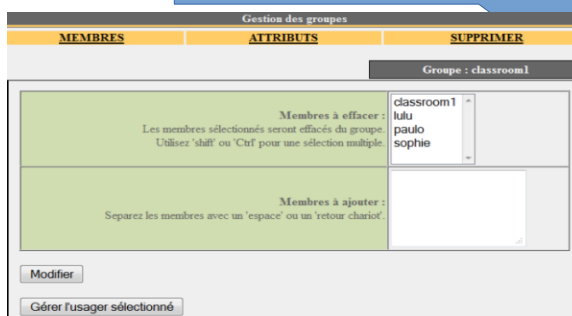 Gestion des groupes
MEMBRES ATTRIBUTS SUPPRIMER
Groupe : classroom1
Membres à effacer :
Les membres sélectionnés seront effacés du groupe.
Utilisez 'shift' ou 'Ctrl' pour une sélection multiple.
classroom1
lulu
paulo
sophie
Membres à ajouter :
Separez les membres avec un 'espace' ou un 'retour chariot'.
Modifier
Gérer l'usager sélectionné